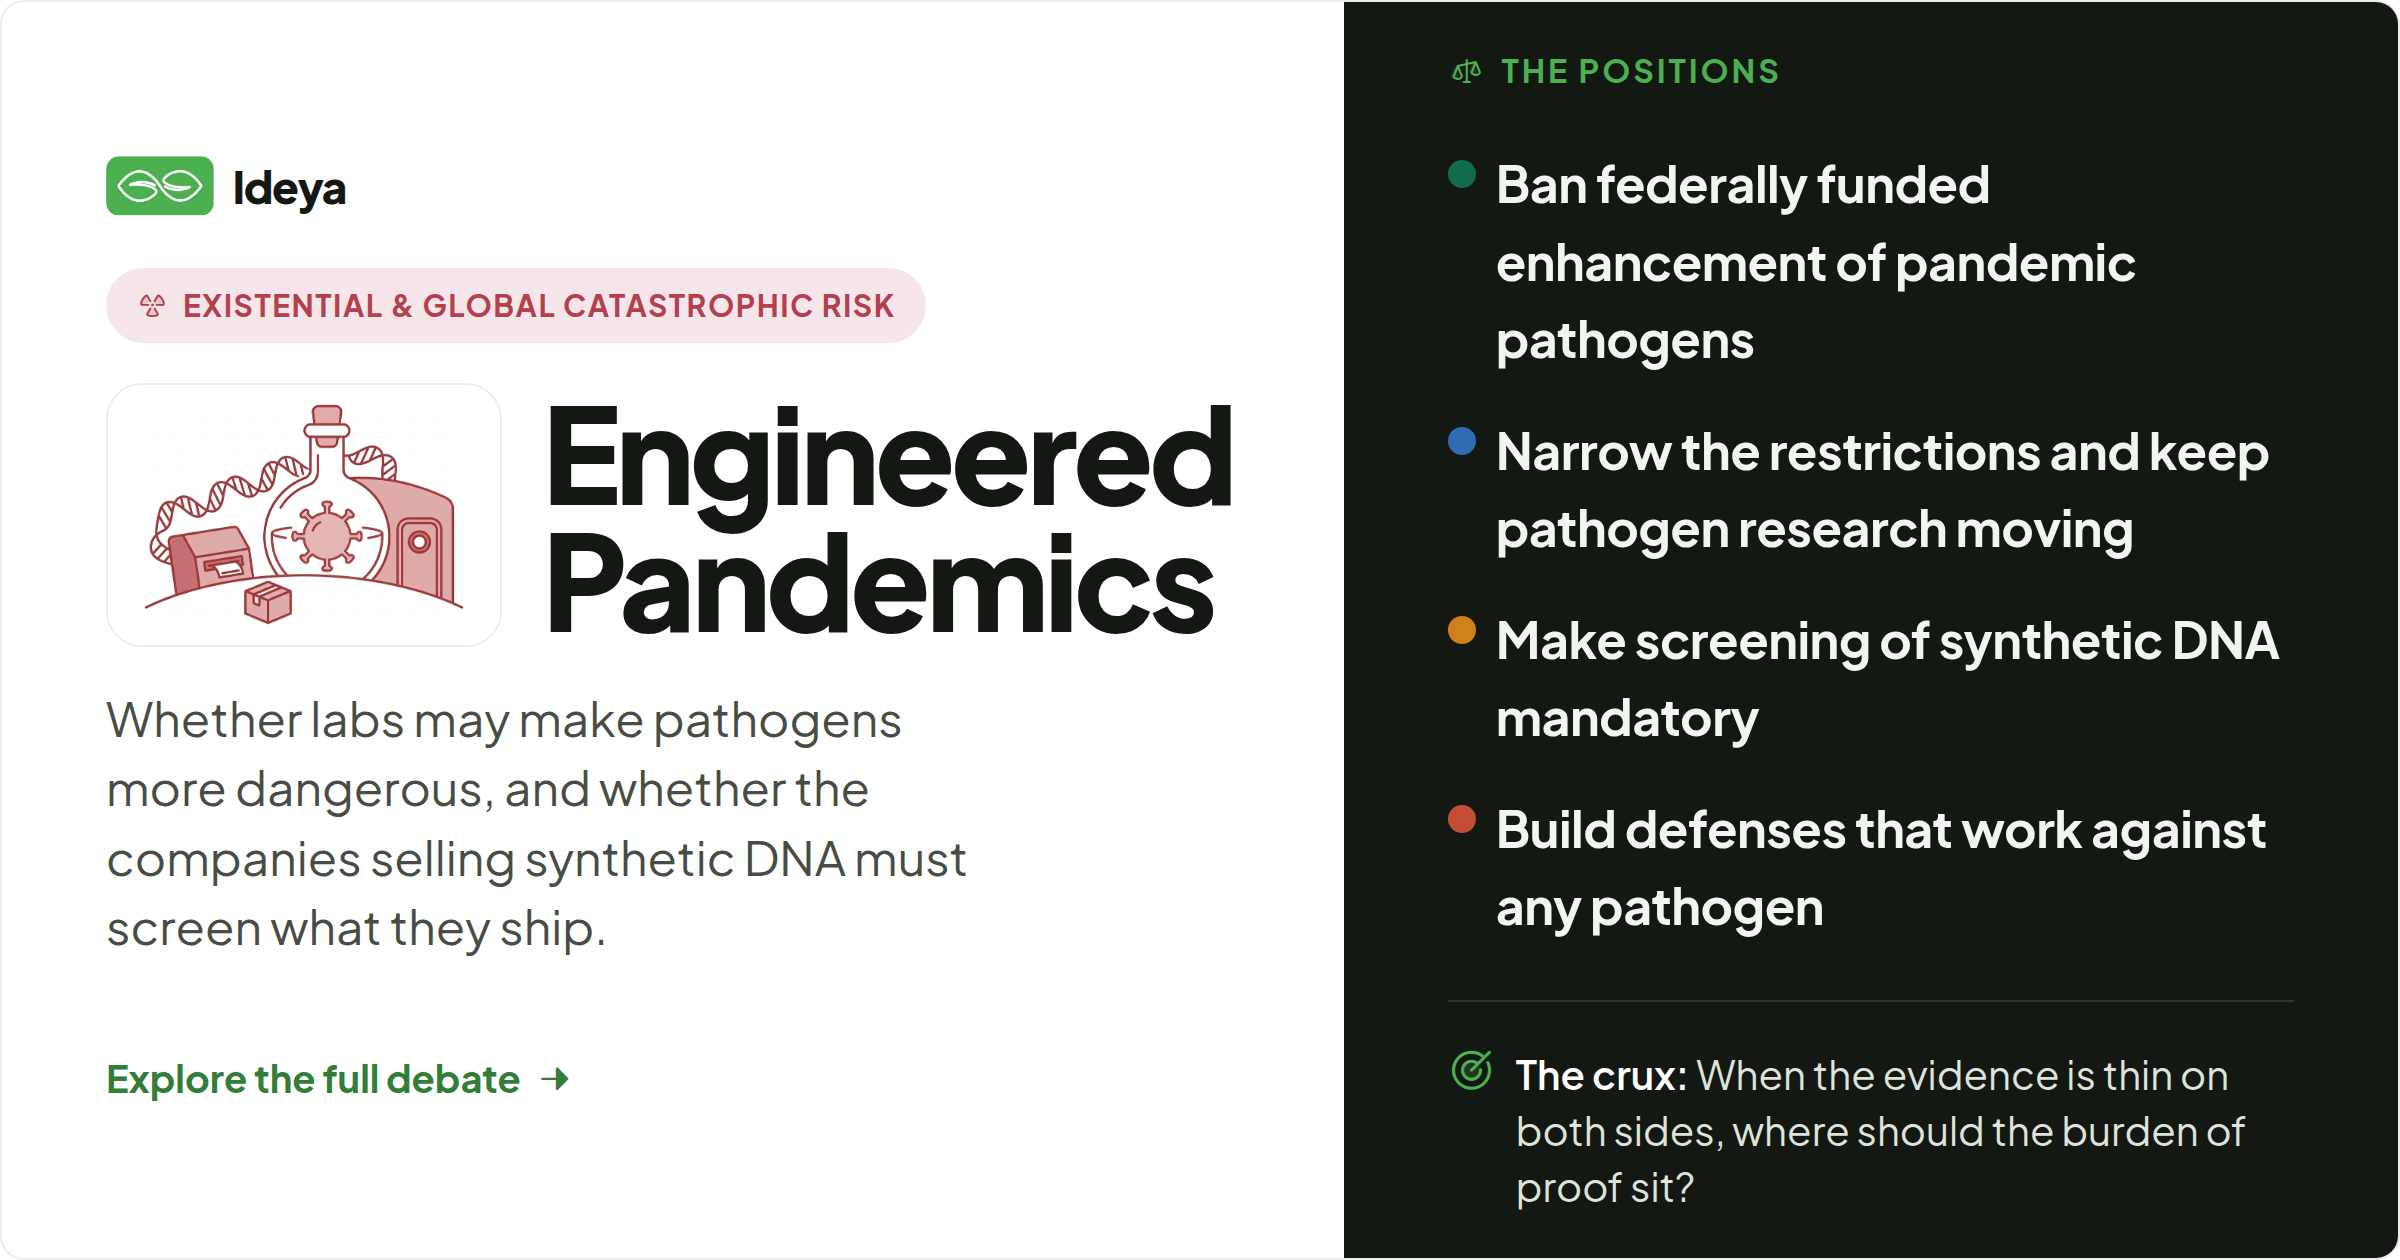 Ideya
EXISTENTIAL & GLOBAL CATASTROPHIC RISK
Engineered
Pandemics
Whether labs may make pathogens
more dangerous, and whether the
companies selling synthetic DNA must
screen what they ship.
Explore the full debate
THE POSITIONS
Ban federally funded
enhancement of pandemic
pathogens
Narrow the restrictions and keep
pathogen research moving
Make screening of synthetic DNA
mandatory
Build defenses that work against
any pathogen
The crux: When the evidence is thin on
both sides, where should the burden of
proof sit?